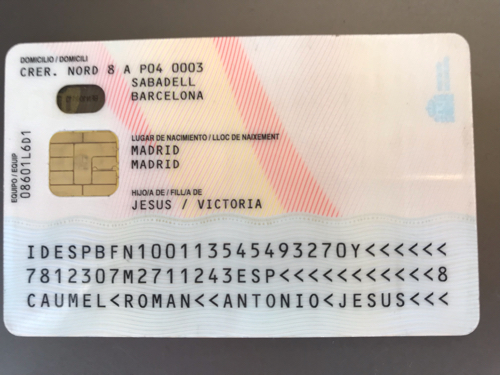 DOMICILIO / DOMICILI
CRER. NORD 8 A P04 0003
SABADELL
BARCELONA
LUGAR DE NACIMIENTO / LLOC DE NAIXEMENT
MADRID
MADRID
EQUIPO / EQUIP
08601L6D1
HIJO/A DE / FILL/A DE
JESUS / VICTORIA
IDESPBFN100113545493270Y<<<<<<
7812307M2711243ESP<<<<<<<<<<<8
CAUMEL<ROMAN<<ANTONIO<JESUS<<<